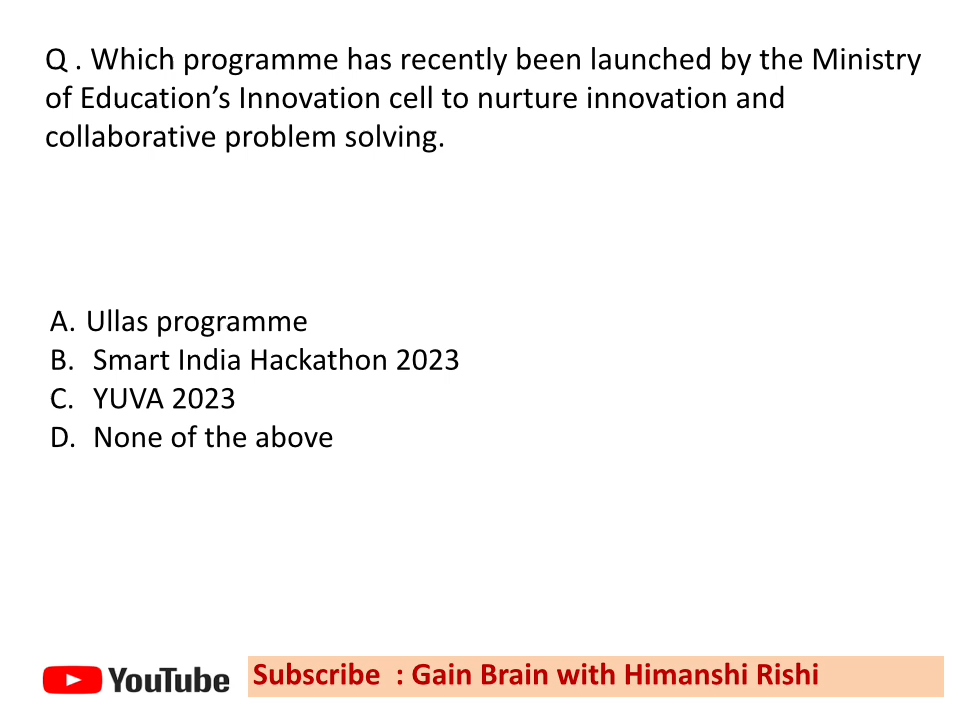 Q . Which programme has recently been launched by the Ministry
of Education’s Innovation cell to nurture innovation and
collaborative problem solving.
A. Ullas programme
B. Smart India Hackathon 2023
C. YUVA 2023
D. None of the above
YouTube
Subscribe : Gain Brain with Himanshi Rishi